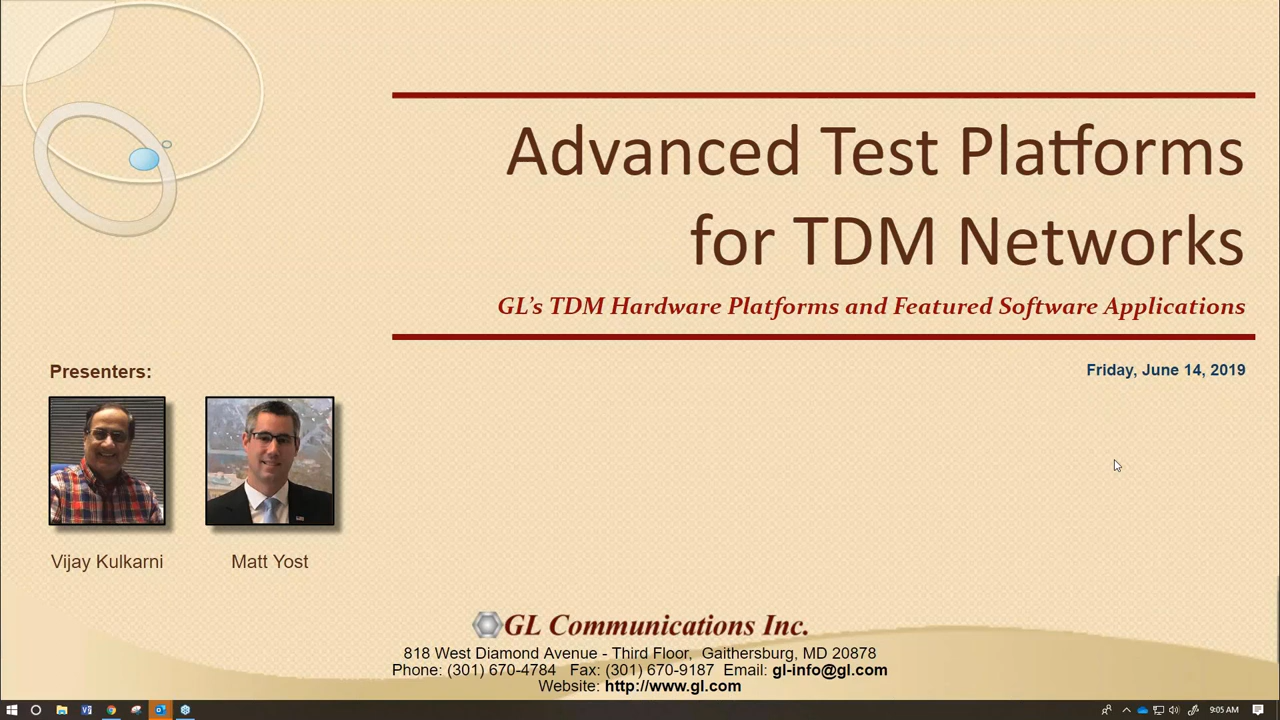 Advanced Test Platforms
for TDM Networks
GL's TDM Hardware Platforms and Featured Software Applications
Friday, June 14, 2019
Presenters:
Vijay Kulkarni
Matt Yost
GL Communications Inc.
818 West Diamond Avenue - Third Floor, Gaithersburg, MD 20878
Phone: (301) 670-4784 Fax: (301) 670-9187 Email: gl-info@gl.com
Website: http://www.gl.com
9:05 AM